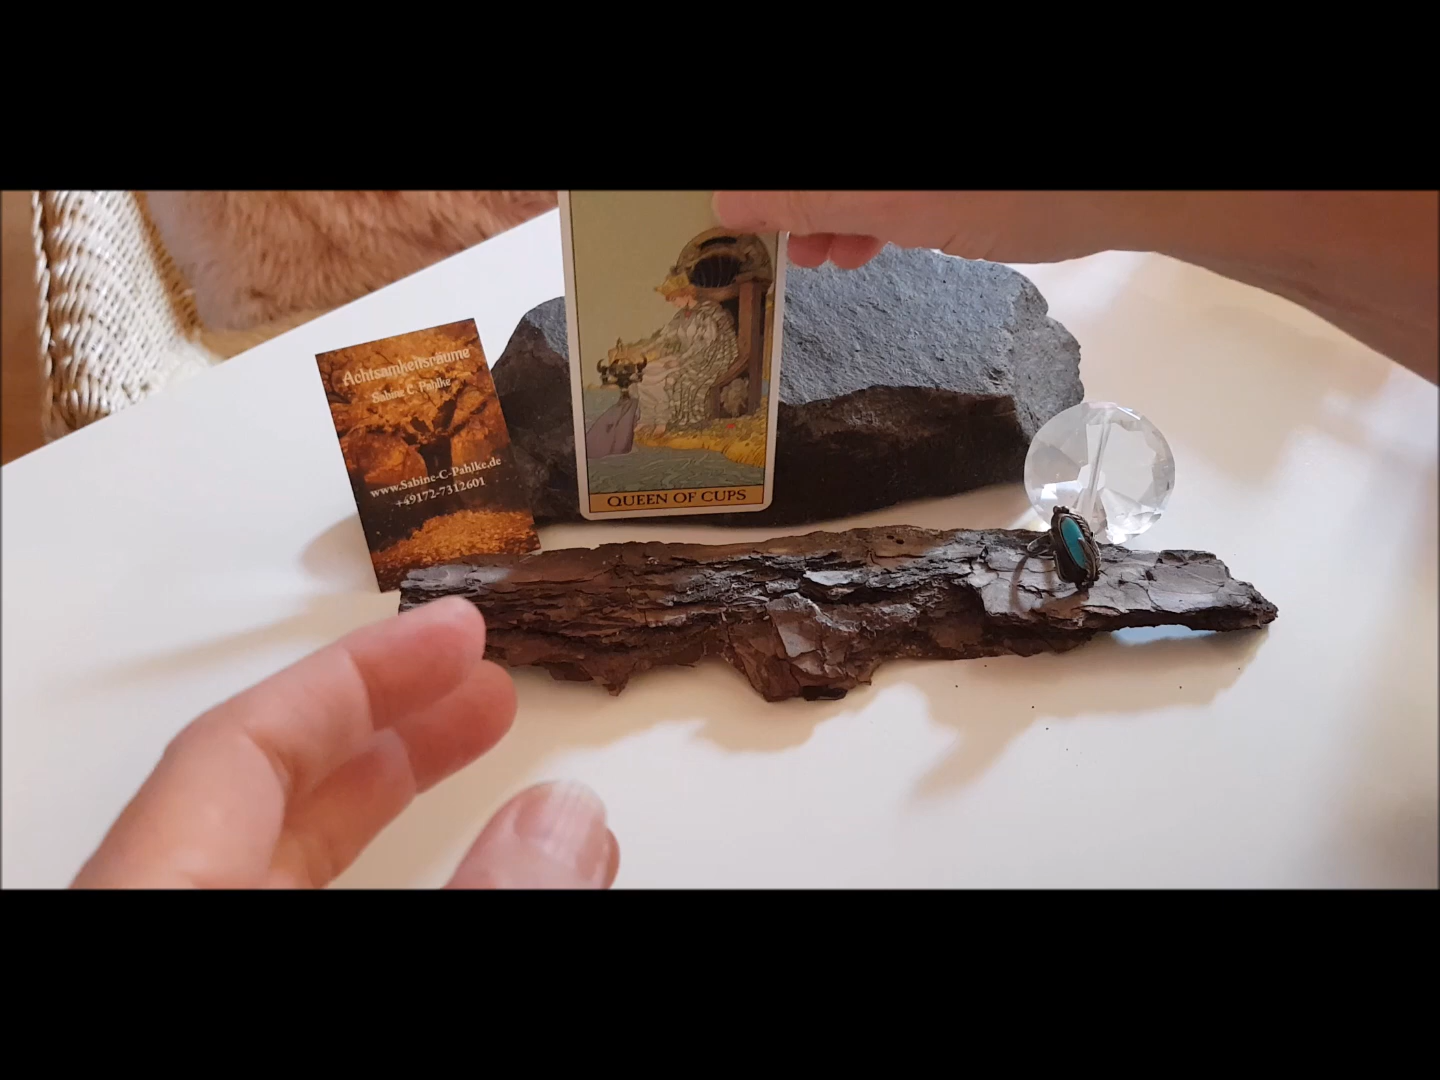 Achtsamkeitsräume
Sabine C. Pahlke
www.Sabine-C-Pahlke.de
+49172-7312601
QUEEN OF CUPS